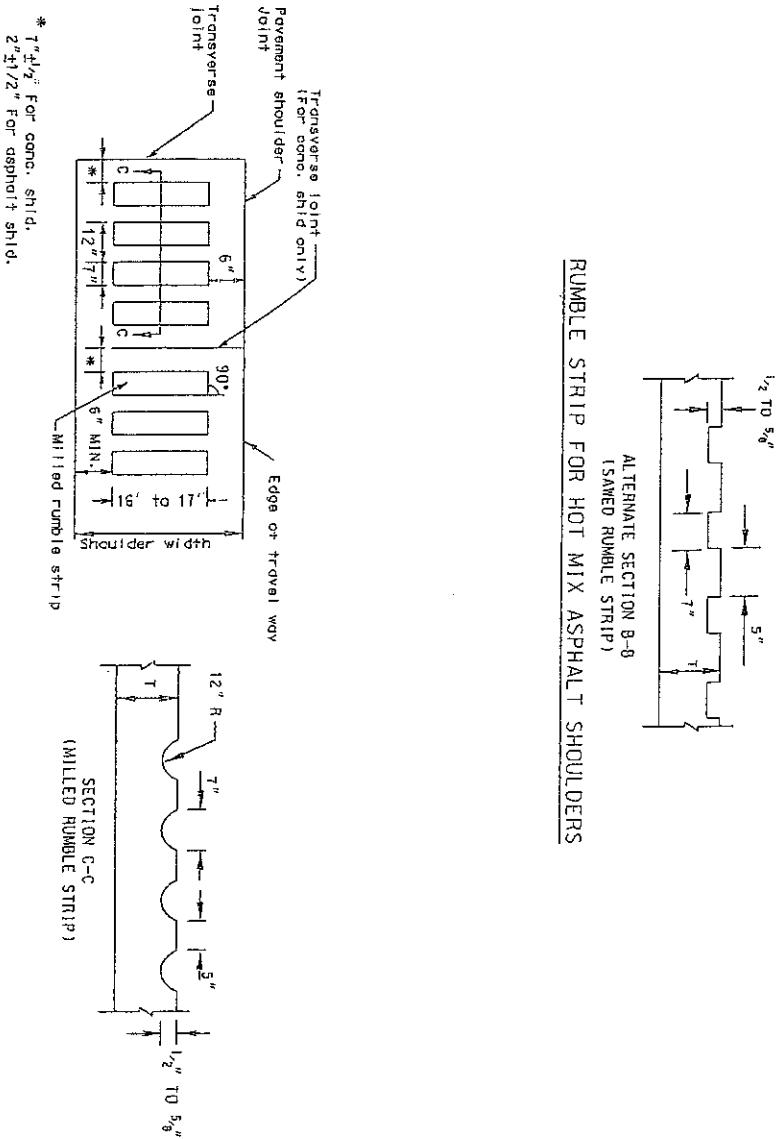 1/2 TO 5/8"
7"
5"
T
ALTERNATE SECTION B-B
(SAWED RUMBLE STRIP)
RUMBLE STRIP FOR HOT MIX ASPHALT SHOULDERS
Transverse joint
(For conc. shld only)
Pavement shoulder
Joint
Transverse
joint
C
C
*
*
12"
7"
6"
90°
6" MIN.
16' to 17"
Shoulder width
Edge of travel way
Milled rumble strip
* 7"±1/2" For conc. shld.
2"±1/2" For asphalt shld.
12" R
7"
5"
T
1/2" TO 5/8"
SECTION C-C
(MILLED RUMBLE STRIP)